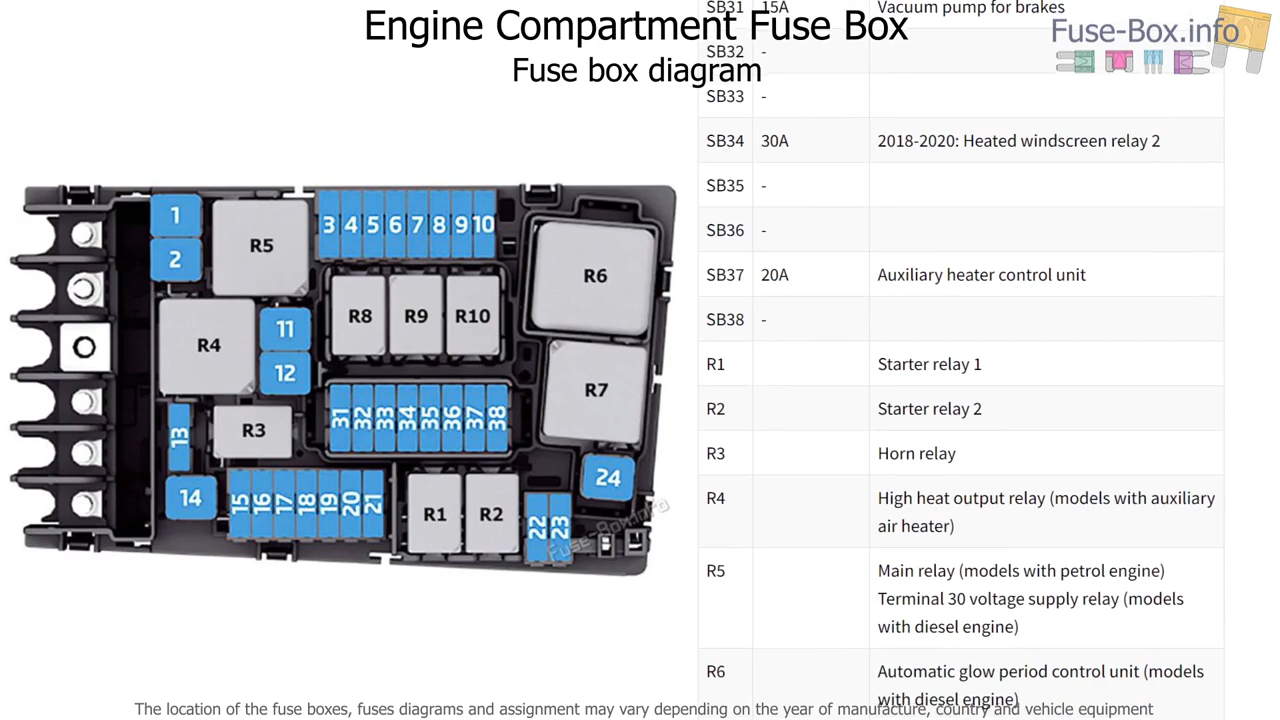 Engine Compartment Fuse Box
Fuse box diagram
Fuse-Box.info
SB31 15A Vacuum pump for brakes
SB32 -
SB33 -
SB34 30A 2018-2020: Heated windscreen relay 2
SB35 -
SB36 -
SB37 20A Auxiliary heater control unit
SB38 -
R1 Starter relay 1
R2 Starter relay 2
R3 Horn relay
R4 High heat output relay (models with auxiliary
air heater)
R5 Main relay (models with petrol engine)
Terminal 30 voltage supply relay (models
with diesel engine)
R6 Automatic glow period control unit (models
with diesel engine)
1
2
R5
3 4 5 6 7 8 9 10
R6
R4
11
12
R8 R9 R10
R7
13
R3
31 32 33 34 35 36 37 38
14
15 16 17 18 19 20 21
R1 R2
22 23
24
Fuse-Box.info
The location of the fuse boxes, fuses diagrams and assignment may vary depending on the year of manufacture, country and vehicle equipment